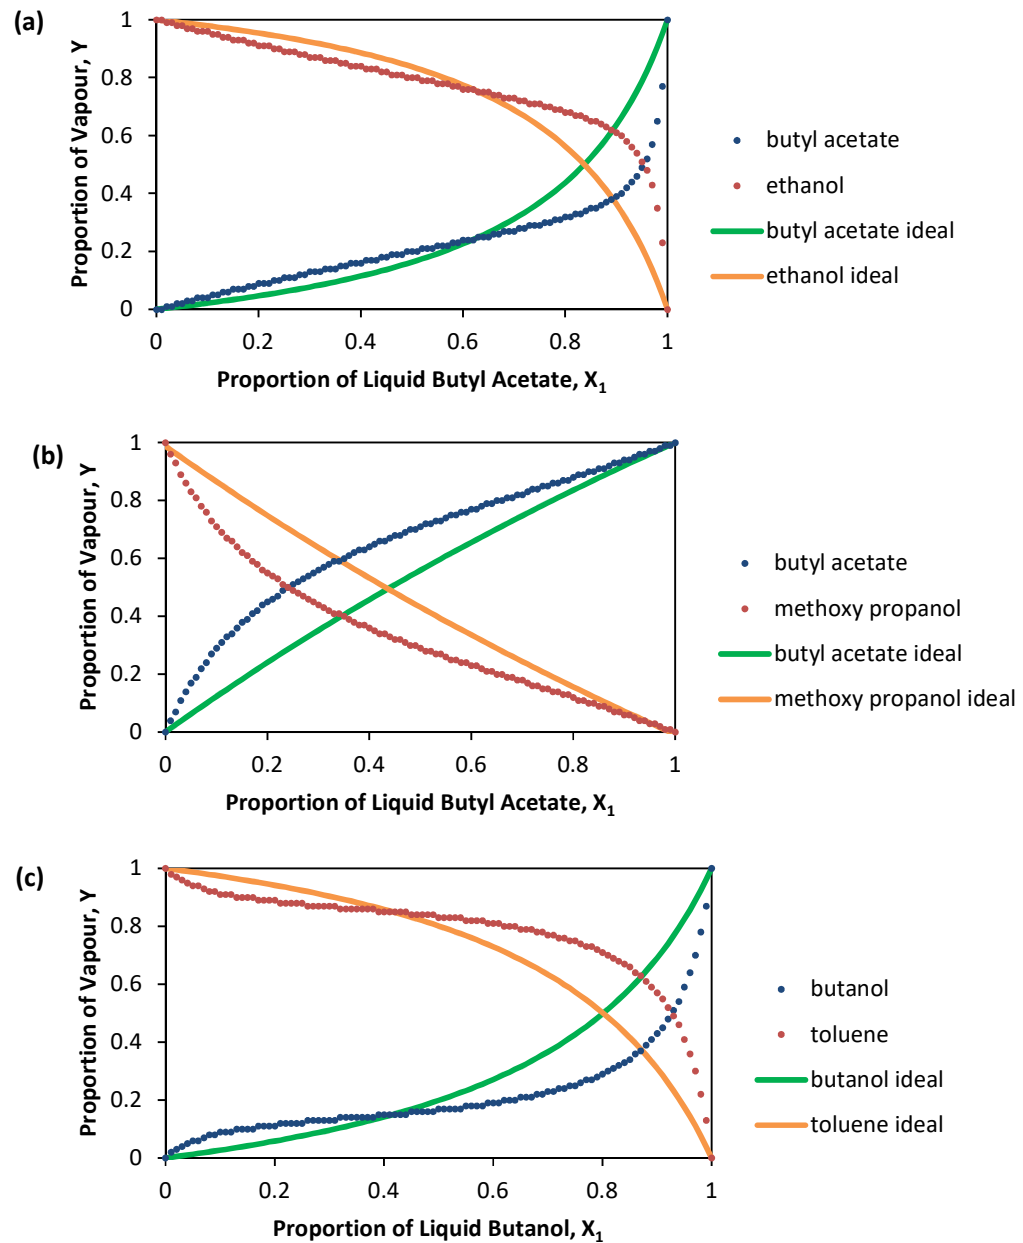 (a)
Proportion of Vapour, Y
1
0.8
0.6
0.4
0.2
0
0 0.2 0.4 0.6 0.8 1
Proportion of Liquid Butyl Acetate, X₁
butyl acetate
ethanol
butyl acetate ideal
ethanol ideal
(b)
Proportion of Vapour, Y
1
0.8
0.6
0.4
0.2
0
0 0.2 0.4 0.6 0.8 1
Proportion of Liquid Butyl Acetate, X₁
butyl acetate
methoxy propanol
butyl acetate ideal
methoxy propanol ideal
(c)
Proportion of Vapour, Y
1
0.8
0.6
0.4
0.2
0
0 0.2 0.4 0.6 0.8 1
Proportion of Liquid Butanol, X₁
butanol
toluene
butanol ideal
toluene ideal